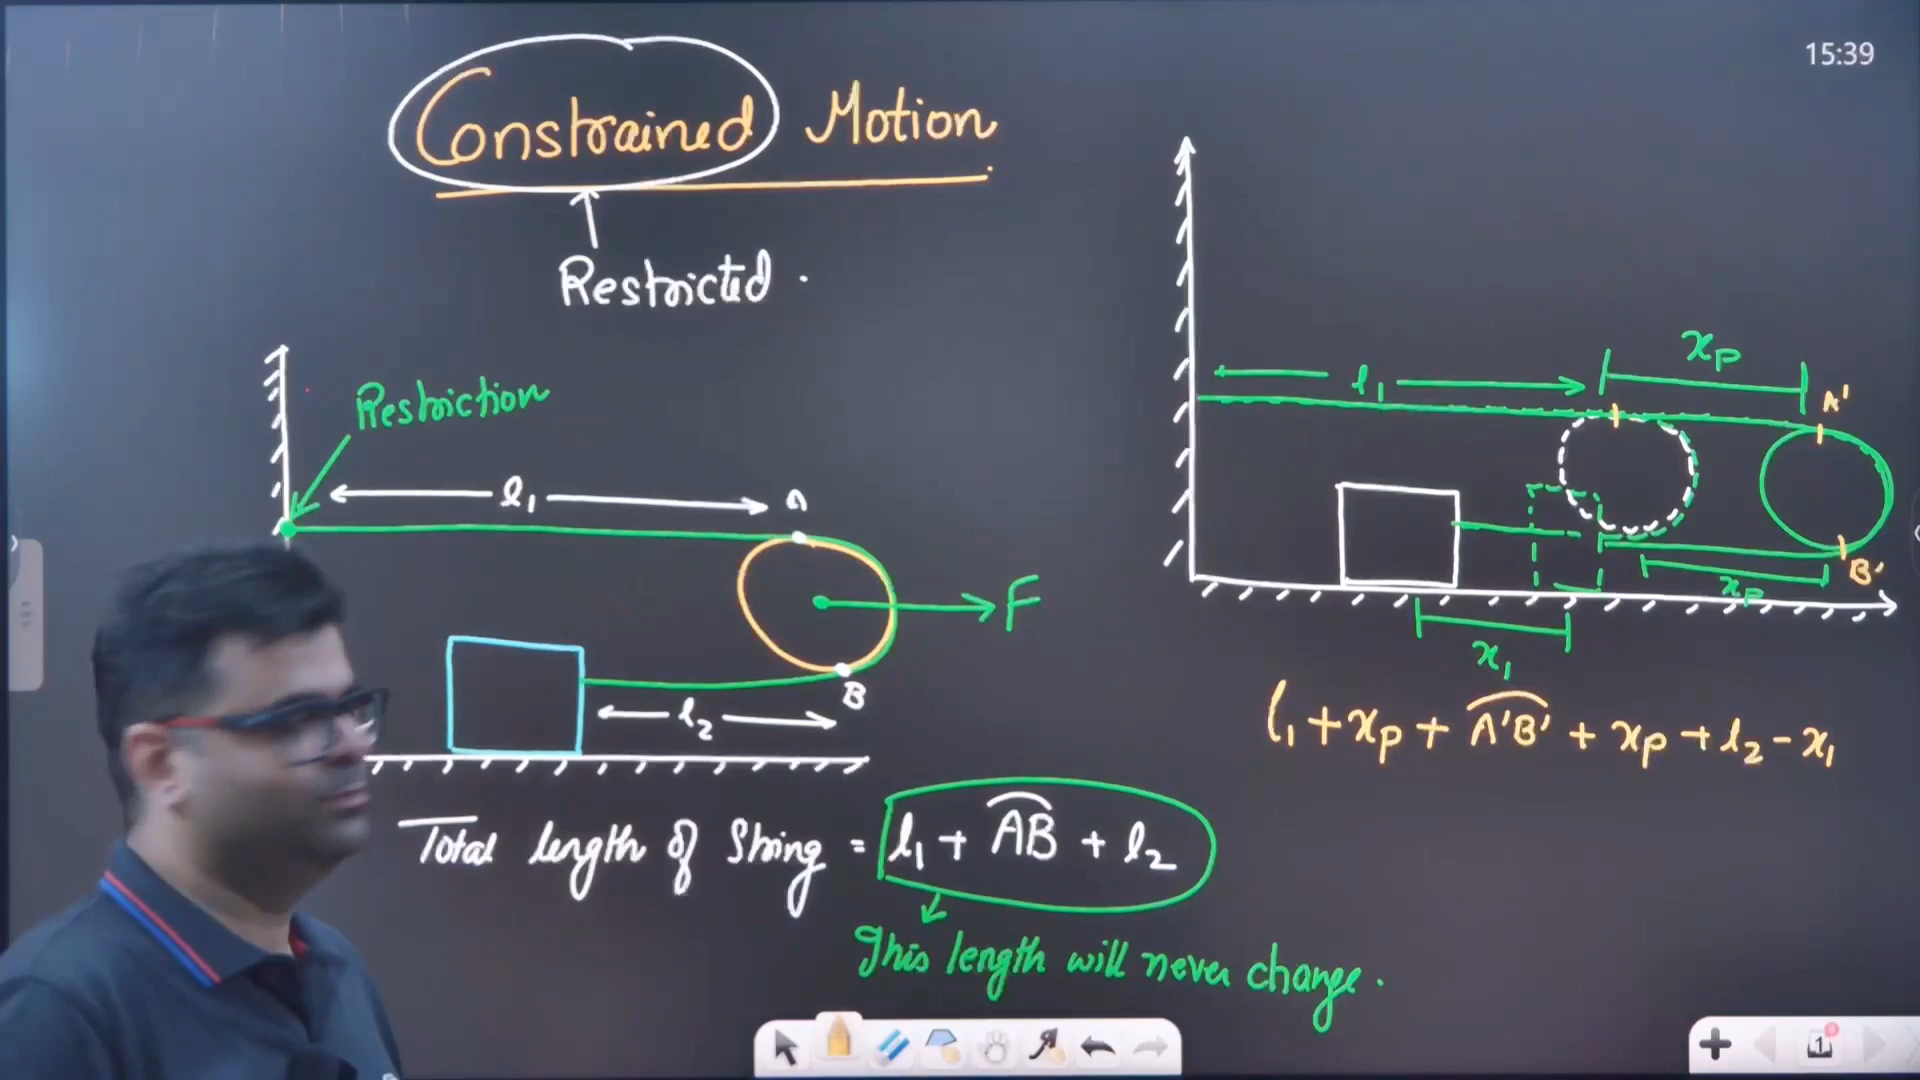 15:39
Constrained Motion
Restricted.
Restriction
l₁
A
F
B
l₂
Total length of String = l₁ + AB + l₂
This length will never change.
l₁
xₚ
A'
B'
xₚ
x₁
l₁ + xₚ + A'B' + xₚ + l₂ - x₁
1